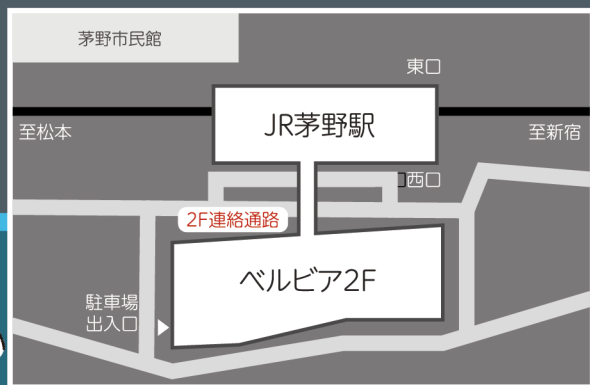 茅野市民館
東口
JR茅野駅
至松本
至新宿
西口
2F連絡通路
ベルビア2F
駐車場
出入口